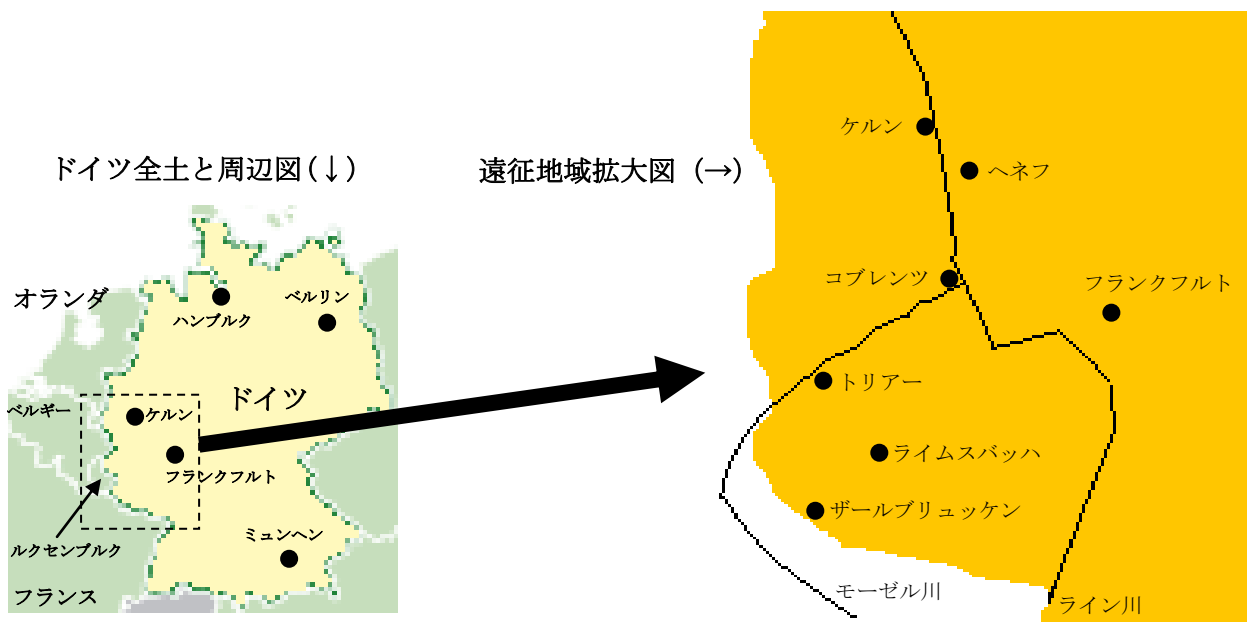 ドイツ全土と周辺図(↓)
オランダ
ベルリン
ハンブルク
ドイツ
ベルギー
ケルン
フランクフルト
ルクセンブルク
ミュンヘン
フランス
遠征地域拡大図 (→)
ケルン
ヘネフ
コブレンツ
フランクフルト
トリアー
ライムスバッハ
ザールブリュッケン
モーゼル川
ライン川